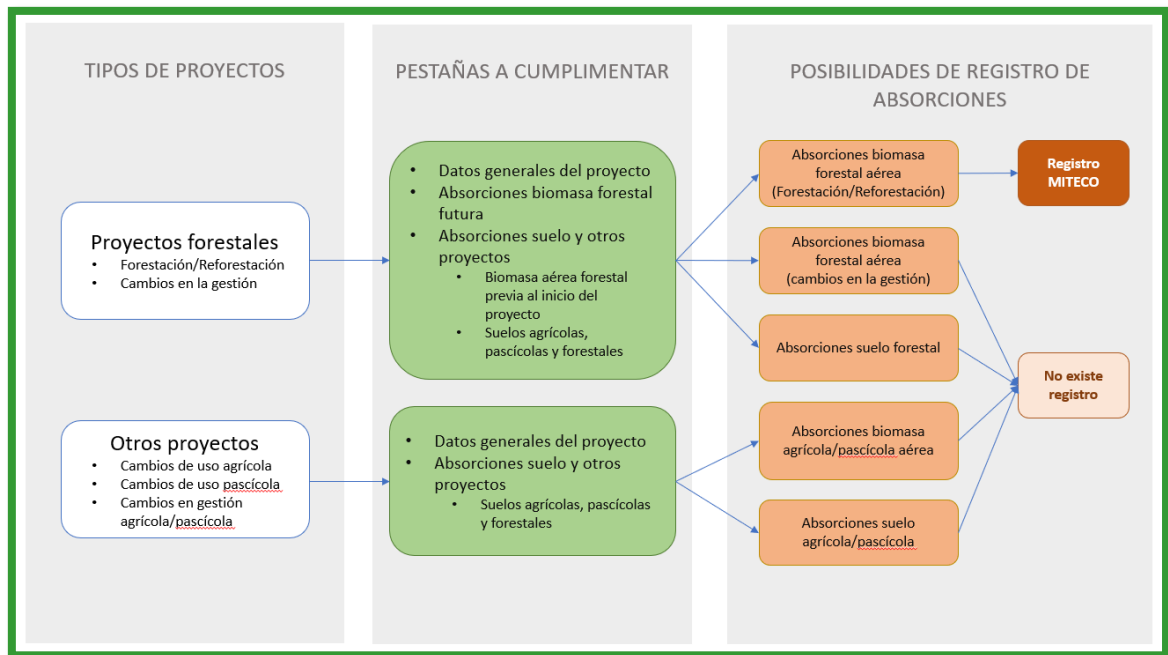 TIPOS DE PROYECTOS
Proyectos forestales
• Forestación/Reforestación
• Cambios en la gestión
Otros proyectos
• Cambios de uso agrícola
• Cambios de uso pascícola
• Cambios en gestión
agrícola/pascícola
PESTAÑAS A CUMPLIMENTAR
• Datos generales del proyecto
• Absorciones biomasa forestal
futura
• Absorciones suelo y otros
proyectos
• Biomasa aérea forestal
previa al inicio del
proyecto
• Suelos agrícolas,
pascícolas y forestales
• Datos generales del proyecto
• Absorciones suelo y otros
proyectos
• Suelos agrícolas, pascícolas
y forestales
POSIBILIDADES DE REGISTRO DE
ABSORCIONES
Absorciones biomasa
forestal aérea
(Forestación/Reforestación)
Absorciones biomasa
forestal aérea
(cambios en la gestión)
Absorciones suelo forestal
Absorciones biomasa
agrícola/pascícola aérea
Absorciones suelo
agrícola/pascícola
Registro
MITECO
No existe
registro